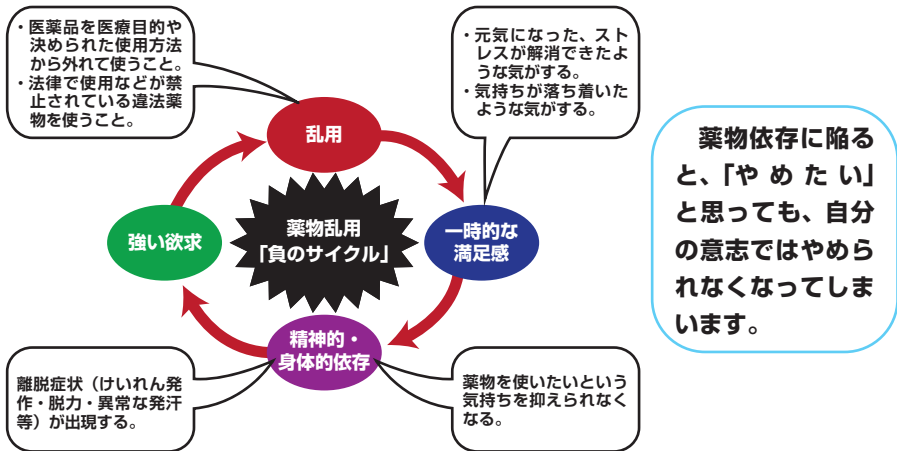 ・医薬品を医療目的や
決められた使用方法
から外れて使うこと。
・法律で使用などが禁
止されている違法薬
物を使うこと。
・元気になった、スト
レスが解消できたよ
うな気がする。
・気持ちが落ち着いた
ような気がする。
乱用
薬物乱用
「負のサイクル」
強い欲求
一時的な
満足感
精神的・
身体的依存
離脱症状（けいれん発
作・脱力・異常な発汗
等）が出現する。
薬物を使いたいという
気持ちを抑えられなく
なる。
薬物依存に陥る
と、「やめたい」
と思っても、自分
の意志ではやめら
れなくなってしま
います。